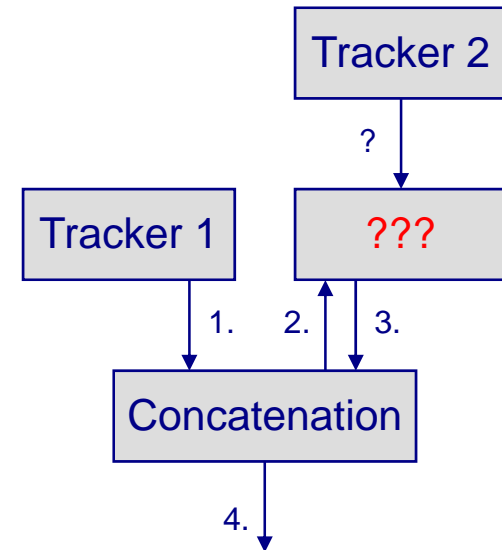 Tracker 2
?
Tracker 1
???
1.
2.
3.
Concatenation
4.